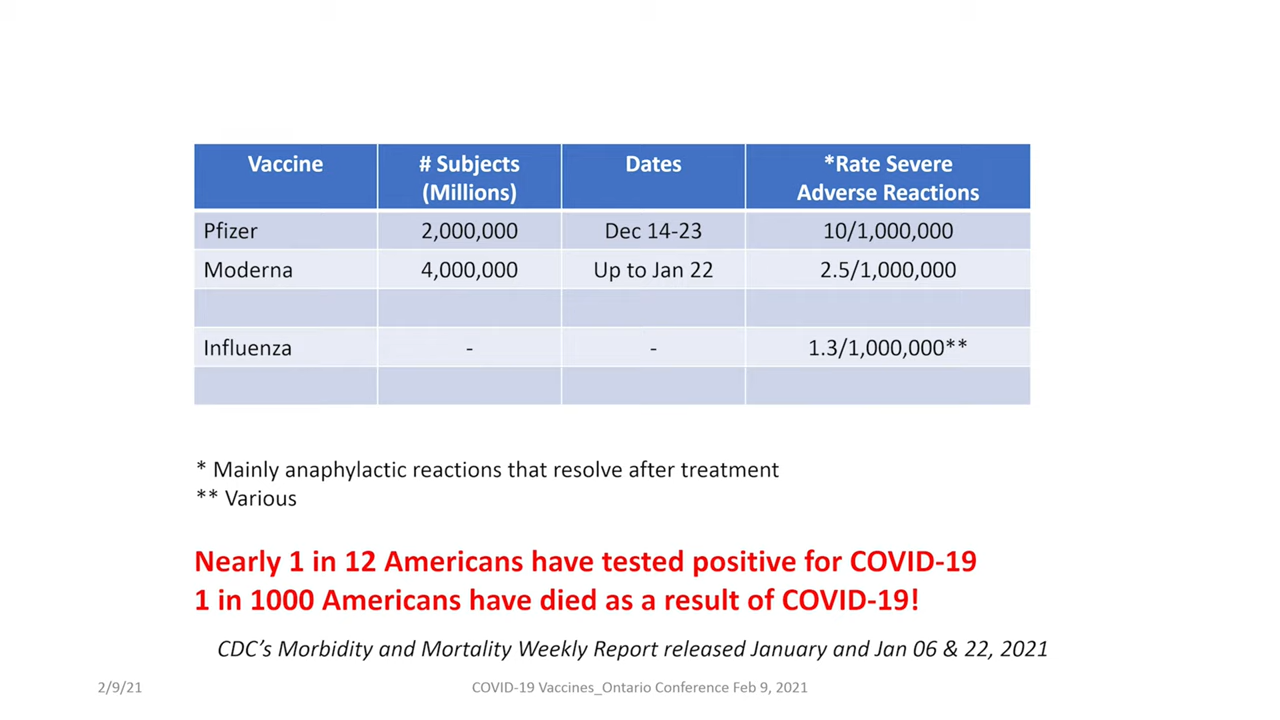 Vaccine # Subjects (Millions) Dates *Rate Severe Adverse Reactions
Pfizer 2,000,000 Dec 14-23 10/1,000,000
Moderna 4,000,000 Up to Jan 22 2.5/1,000,000
Influenza - - 1.3/1,000,000**
* Mainly anaphylactic reactions that resolve after treatment
** Various
Nearly 1 in 12 Americans have tested positive for COVID-19
1 in 1000 Americans have died as a result of COVID-19!
CDC's Morbidity and Mortality Weekly Report released January and Jan 06 & 22, 2021
2/9/21 COVID-19 Vaccines_Ontario Conference Feb 9, 2021